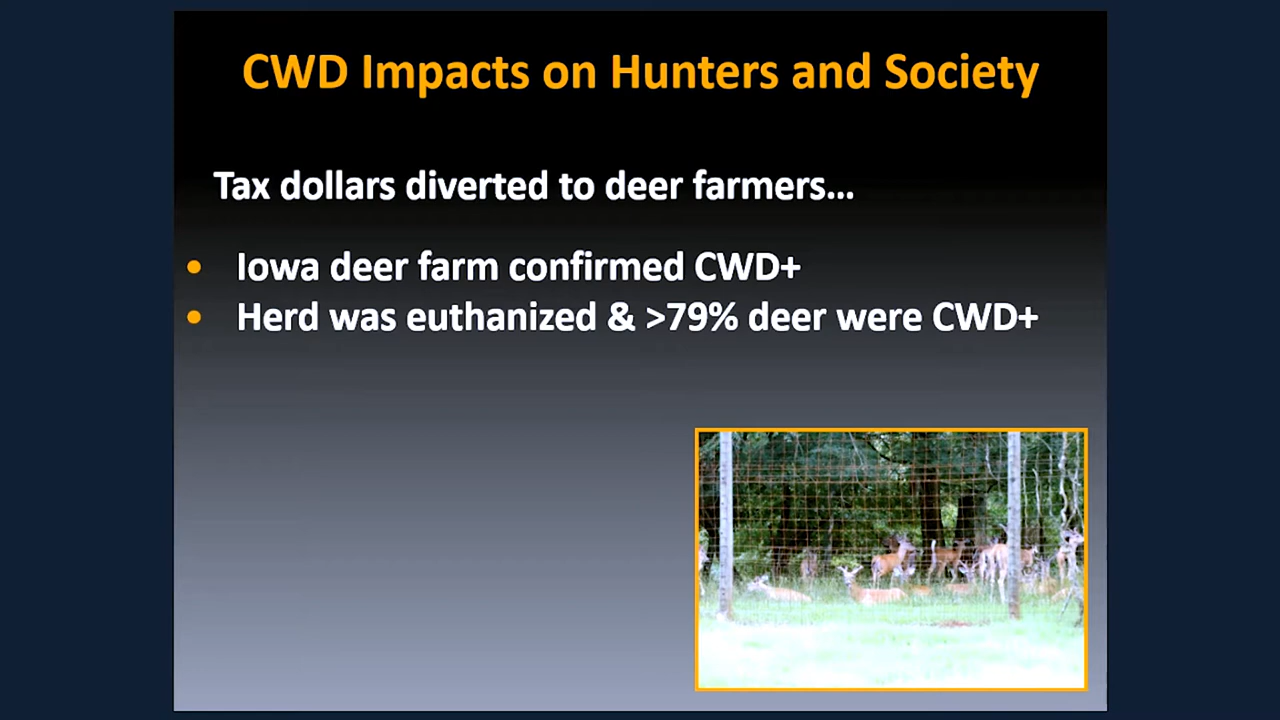 CWD Impacts on Hunters and Society
Tax dollars diverted to deer farmers...
• Iowa deer farm confirmed CWD+
• Herd was euthanized & >79% deer were CWD+